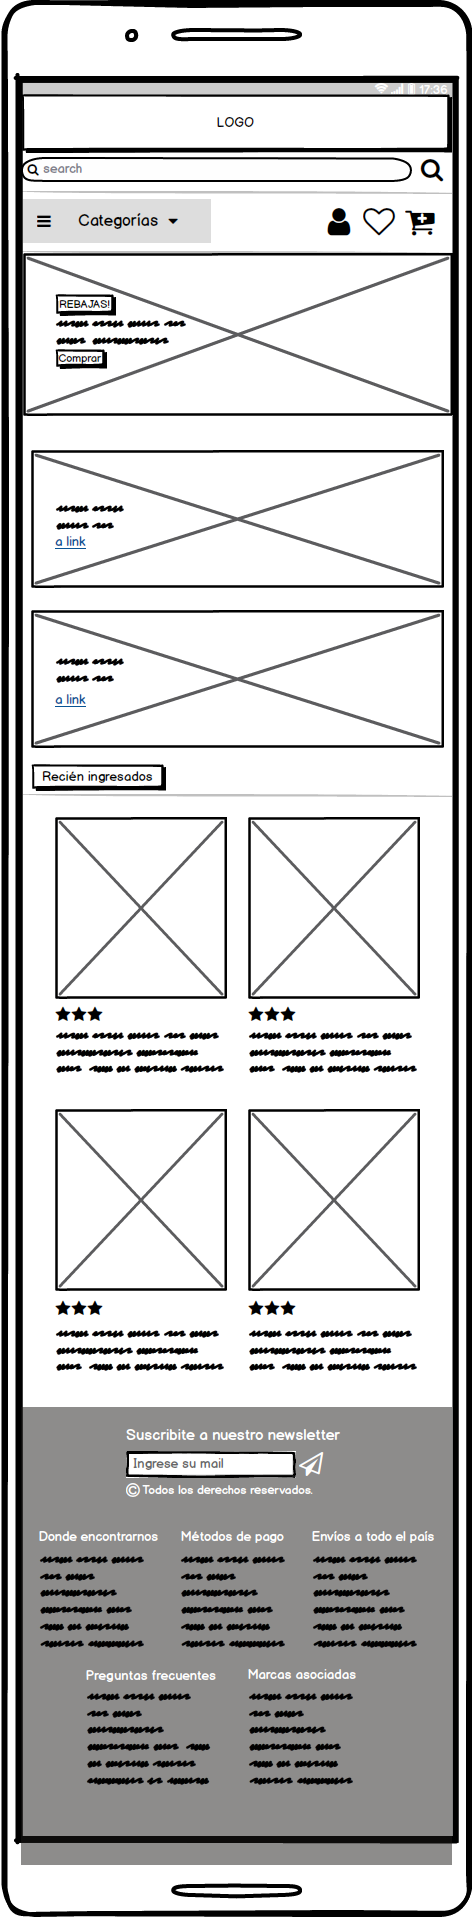 17:36
LOGO
search
Categorías
REBAJAS!
Comprar
a link
a link
Recién ingresados
Suscribite a nuestro newsletter
Ingrese su mail
© Todos los derechos reservados.
Donde encontrarnos Métodos de pago Envíos a todo el país
Preguntas frecuentes Marcas asociadas